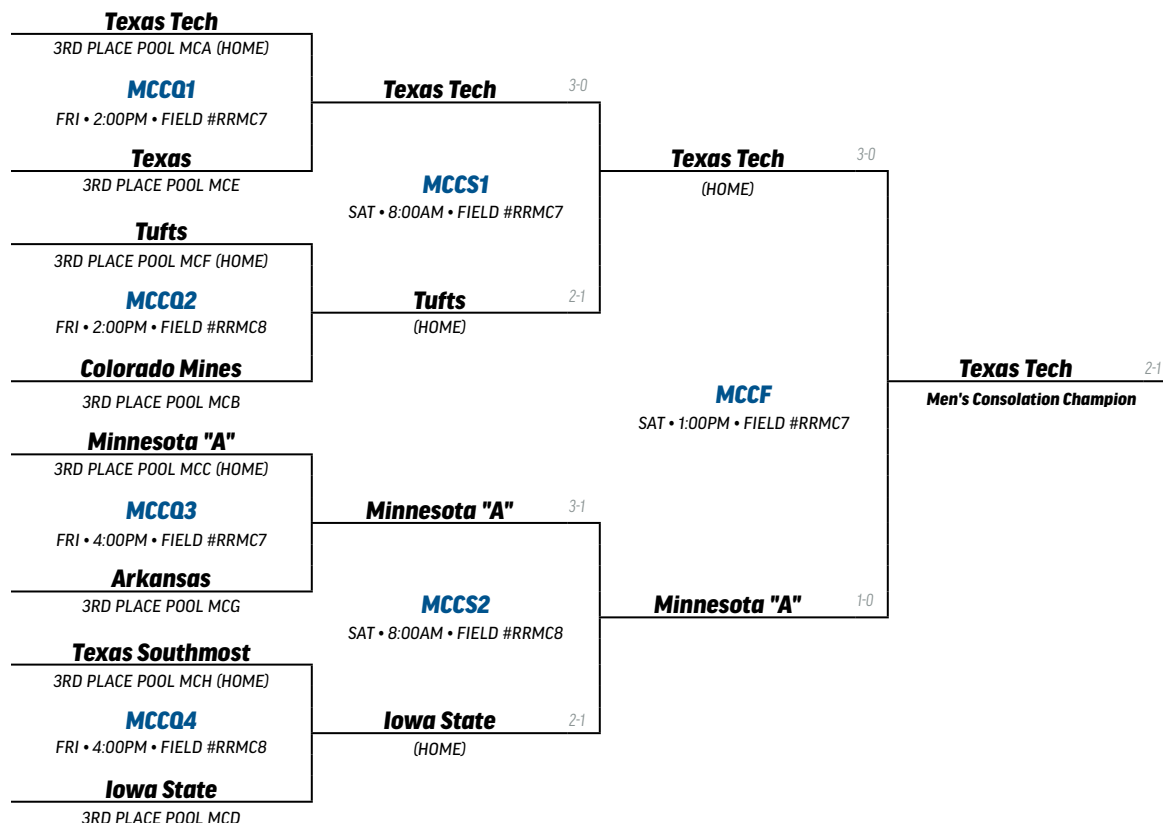 Texas Tech
3RD PLACE POOL MCA (HOME)
MCCQ1
FRI • 2:00PM • FIELD #RRMC7
Texas
3RD PLACE POOL MCE
Tufts
3RD PLACE POOL MCF (HOME)
MCCQ2
FRI • 2:00PM • FIELD #RRMC8
Colorado Mines
3RD PLACE POOL MCB
Minnesota "A"
3RD PLACE POOL MCC (HOME)
MCCQ3
FRI • 4:00PM • FIELD #RRMC7
Arkansas
3RD PLACE POOL MCG
Texas Southmost
3RD PLACE POOL MCH (HOME)
MCCQ4
FRI • 4:00PM • FIELD #RRMC8
Iowa State
3RD PLACE POOL MCD
Texas Tech 3-0
MCCS1
SAT • 8:00AM • FIELD #RRMC7
Tufts 2-1
(HOME)
Minnesota "A" 3-1
MCCS2
SAT • 8:00AM • FIELD #RRMC8
Iowa State 2-1
(HOME)
Texas Tech 3-0
(HOME)
MCCF
SAT • 1:00PM • FIELD #RRMC7
Minnesota "A" 1-0
Texas Tech 2-1
Men's Consolation Champion